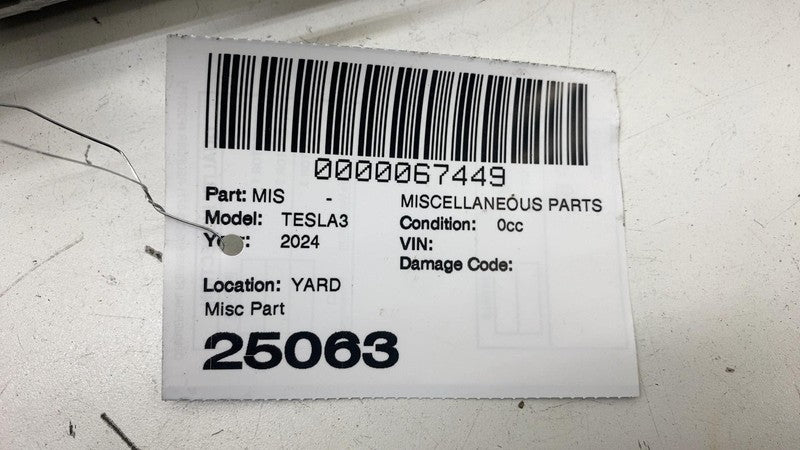 0000067449
Part: MIS - MISCELLANEOUS PARTS
Model: TESLA3 Condition: 0cc
2024 VIN:
Damage Code:
Location: YARD
Misc Part
25063